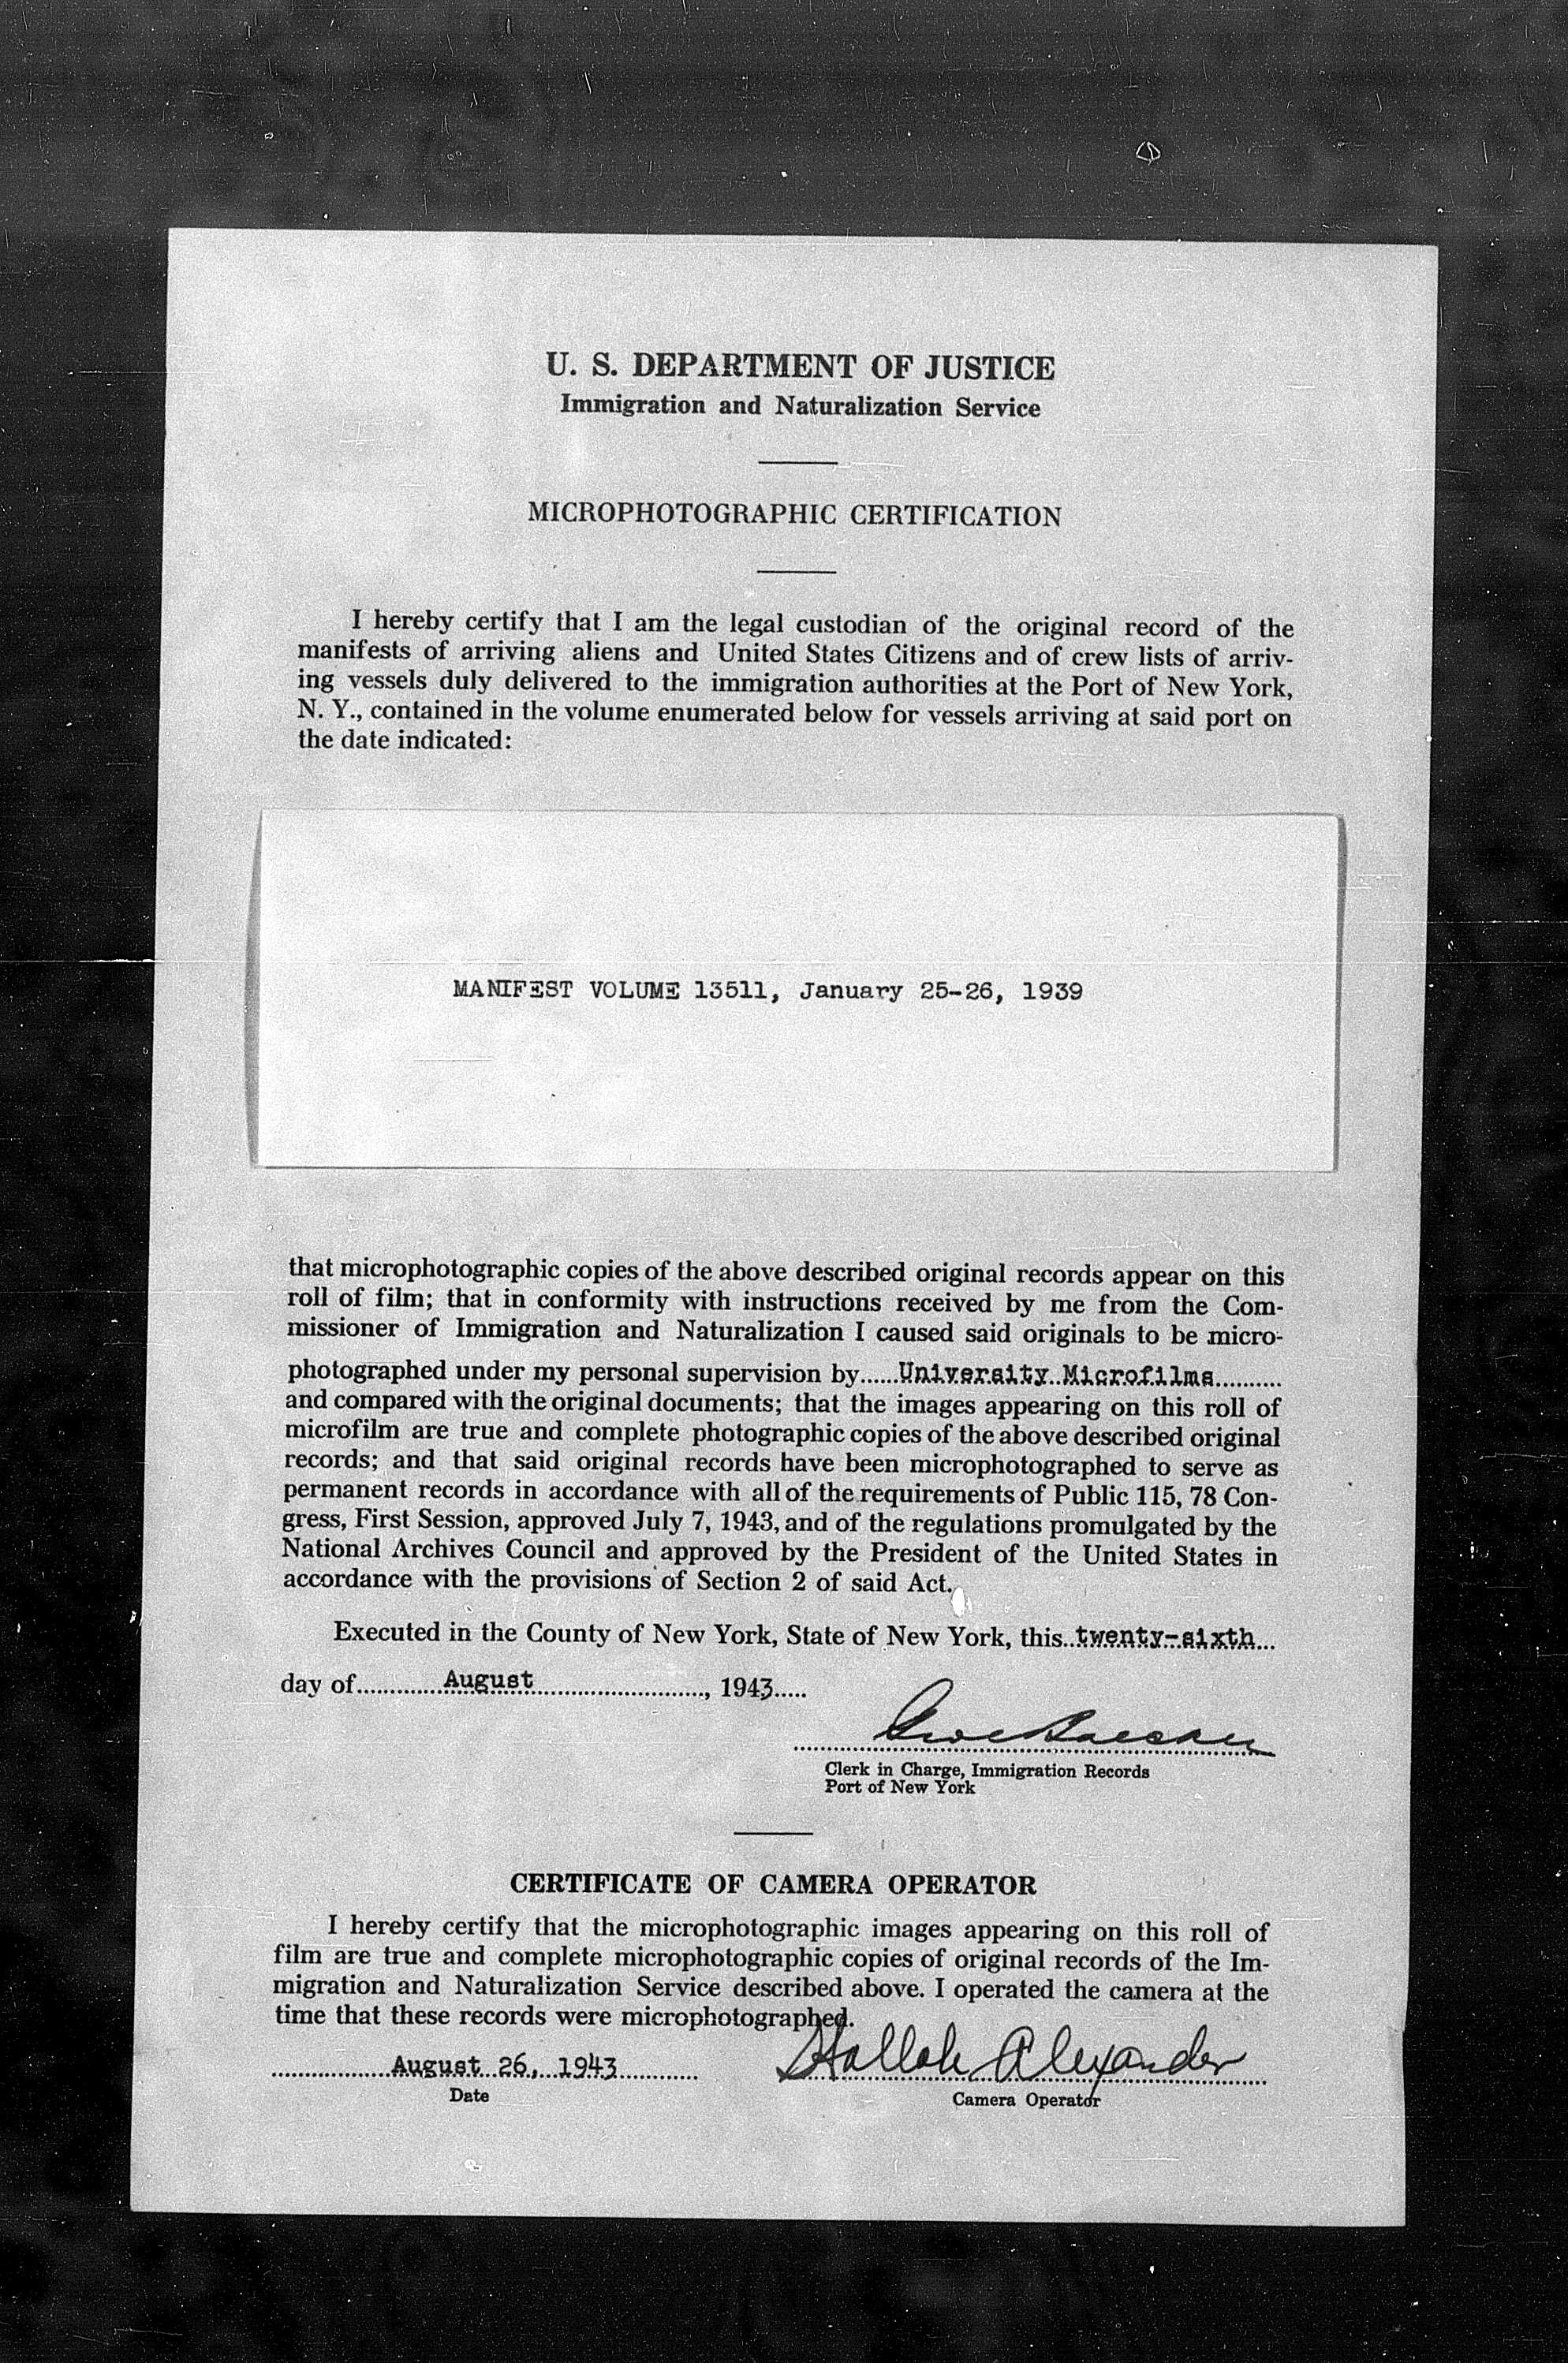 U. S. DEPARTMENT OF JUSTICE
Immigration and Naturalization Service
MICROPHOTOGRAPHIC CERTIFICATION
I hereby certify that I am the legal custodian of the original record of the
manifests of arriving aliens and United States Citizens and of crew lists of arriv-
ing vessels duly delivered to the immigration authorities at the Port of New York,
N. Y., contained in the volume enumerated below for vessels arriving at said port on
the date indicated:
MANIFEST VOLUME 13511, January 25-26, 1939
that microphotographic copies of the above described original records appear on this
roll of film; that in conformity with instructions received by me from the Com-
missioner of Immigration and Naturalization I caused said originals to be micro-
photographed under my personal supervision by......University Microfilms..........
and compared with the original documents; that the images appearing on this roll of
microfilm are true and complete photographic copies of the above described original
records; and that said original records have been microphotographed to serve as
permanent records in accordance with all of the requirements of Public 115, 78 Con-
gress, First Session, approved July 7, 1943, and of the regulations promulgated by the
National Archives Council and approved by the President of the United States in
accordance with the provisions of Section 2 of said Act.
Executed in the County of New York, State of New York, this..twenty-sixth...
day of.............August..................................., 1943.....
Clerk in Charge, Immigration Records
Port of New York
CERTIFICATE OF CAMERA OPERATOR
I hereby certify that the microphotographic images appearing on this roll of
film are true and complete microphotographic copies of original records of the Im-
migration and Naturalization Service described above. I operated the camera at the
time that these records were microphotographed.
August 26, 1943
Alexander
Date
Camera Operator